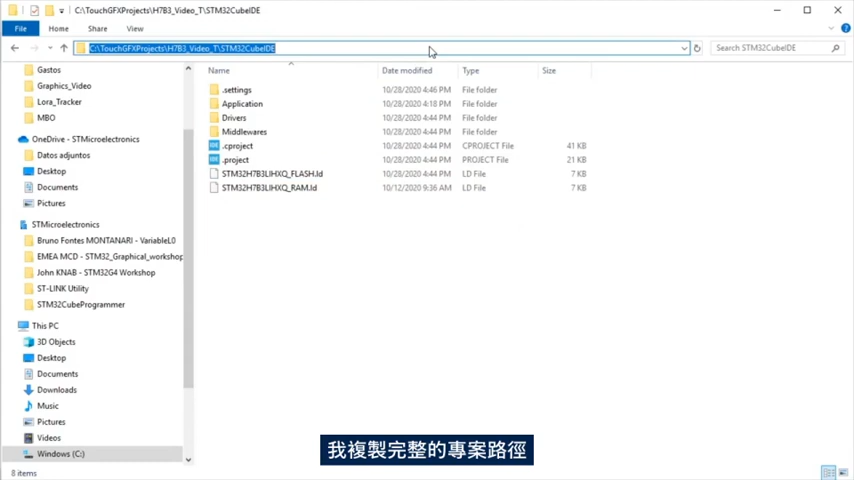 C:\TouchGFXProjects\H7B3_Video_T\STM32CubeIDE
File Home Share View
C:\TouchGFXProjects\H7B3_Video_T\STM32CubeIDE
Search STM32CubeIDE
Name Date modified Type Size
Gastos
Graphics_Video
Lora_Tracker
MBO
OneDrive - STMicroelectronics
Datos adjuntos
Desktop
Documents
Pictures
STMicroelectronics
Bruno Fontes MONTANARI - VariableL0
EMEA MCD - STM32_Graphical_workshop
John KNAB - STM32G4 Workshop
ST-LINK Utility
STM32CubeProgrammer
This PC
3D Objects
Desktop
Documents
Downloads
Music
Pictures
Videos
Windows (C:)
.settings 10/28/2020 4:46 PM File folder
Application 10/28/2020 4:18 PM File folder
Drivers 10/28/2020 4:44 PM File folder
Middlewares 10/28/2020 4:44 PM File folder
.cproject 10/28/2020 4:44 PM CPROJECT File 41 KB
.project 10/28/2020 4:44 PM PROJECT File 21 KB
STM32H7B3LIHXQ_FLASH.ld 10/28/2020 4:44 PM LD File 7 KB
STM32H7B3LIHXQ_RAM.ld 10/12/2020 9:36 AM LD File 7 KB
我複製完整的專案路徑
8 items